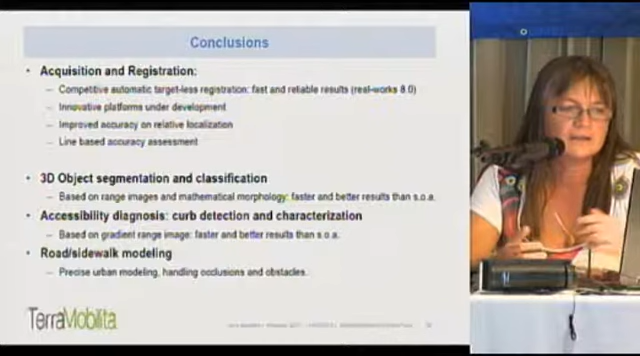 Conclusions
• Acquisition and Registration:
– Competitive automatic target-less registration: fast and reliable results (real-works 8.0)
– Innovative platforms under development
– Improved accuracy on relative localization
– Line based accuracy assessment
• 3D Object segmentation and classification
– Based on range images and mathematical morphology: faster and better results than s.o.a.
• Accessibility diagnosis: curb detection and characterization
– Based on gradient range image: faster and better results than s.o.a.
• Road/sidewalk modeling
– Precise urban modeling, handling occlusions and obstacles.
TerraMobilita